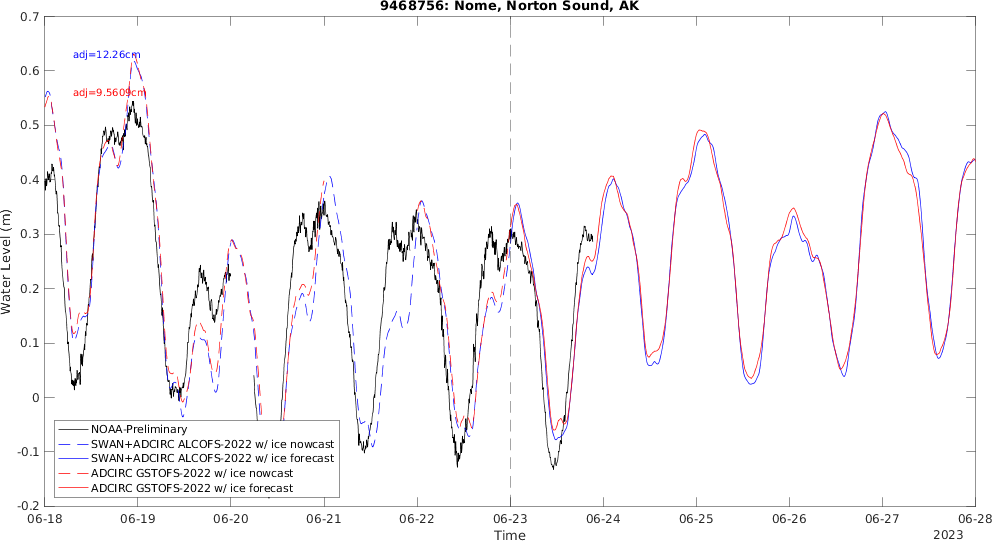 9468756: Nome, Norton Sound, AK
0.7
0.6
0.5
0.4
0.3
0.2
0.1
0
-0.1
-0.2
Water Level (m)
adj=12.26cm
adj=9.5609cm
NOAA-Preliminary
SWAN+ADCIRC ALCOFS-2022 w/ ice nowcast
SWAN+ADCIRC ALCOFS-2022 w/ ice forecast
ADCIRC GSTOFS-2022 w/ ice nowcast
ADCIRC GSTOFS-2022 w/ ice forecast
06-18 06-19 06-20 06-21 06-22 06-23 06-24 06-25 06-26 06-27 06-28
Time
2023